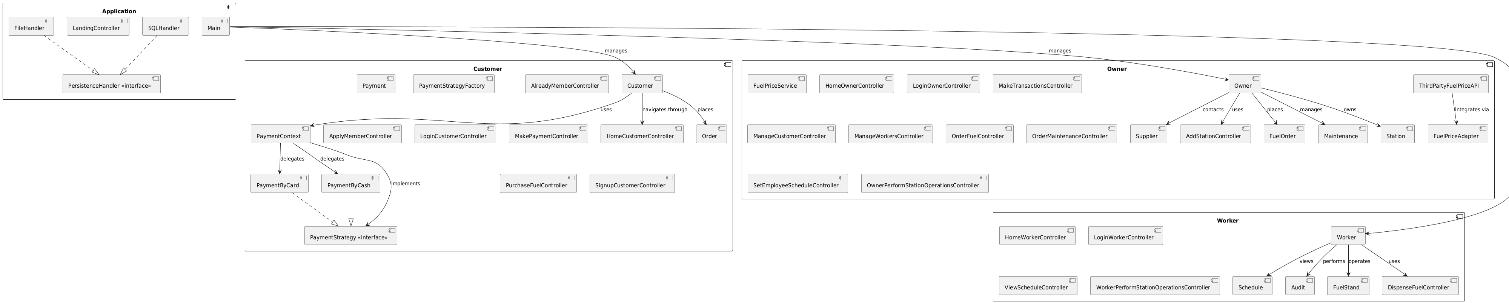 Application
FileHandler
LandingController
SQLHandler
Main
PersistenceHandler «interface»
manages
manages
Customer
Payment
PaymentStrategyFactory
AlreadyMemberController
Customer
uses
navigates through
places
PaymentContext
ApplyMemberController
LoginCustomerController
MakePaymentController
HomeCustomerController
Order
delegates
delegates
implements
PaymentByCard
PaymentByCash
PurchaseFuelController
SignupCustomerController
PaymentStrategy «interface»
Owner
FuelPriceService
HomeOwnerController
LoginOwnerController
MakeTransactionsController
Owner
ThirdPartyFuelPriceAPI
contacts
uses
places
manages
owns
integrates via
ManageCustomerController
ManageWorkersController
OrderFuelController
OrderMaintenanceController
Supplier
AddStationController
FuelOrder
Maintenance
Station
FuelPriceAdapter
SetEmployeeScheduleController
OwnerPerformStationOperationsController
Worker
HomeWorkerController
LoginWorkerController
Worker
views
performs
operates
uses
ViewScheduleController
WorkerPerformStationOperationsController
Schedule
Audit
FuelStand
DispenseFuelController